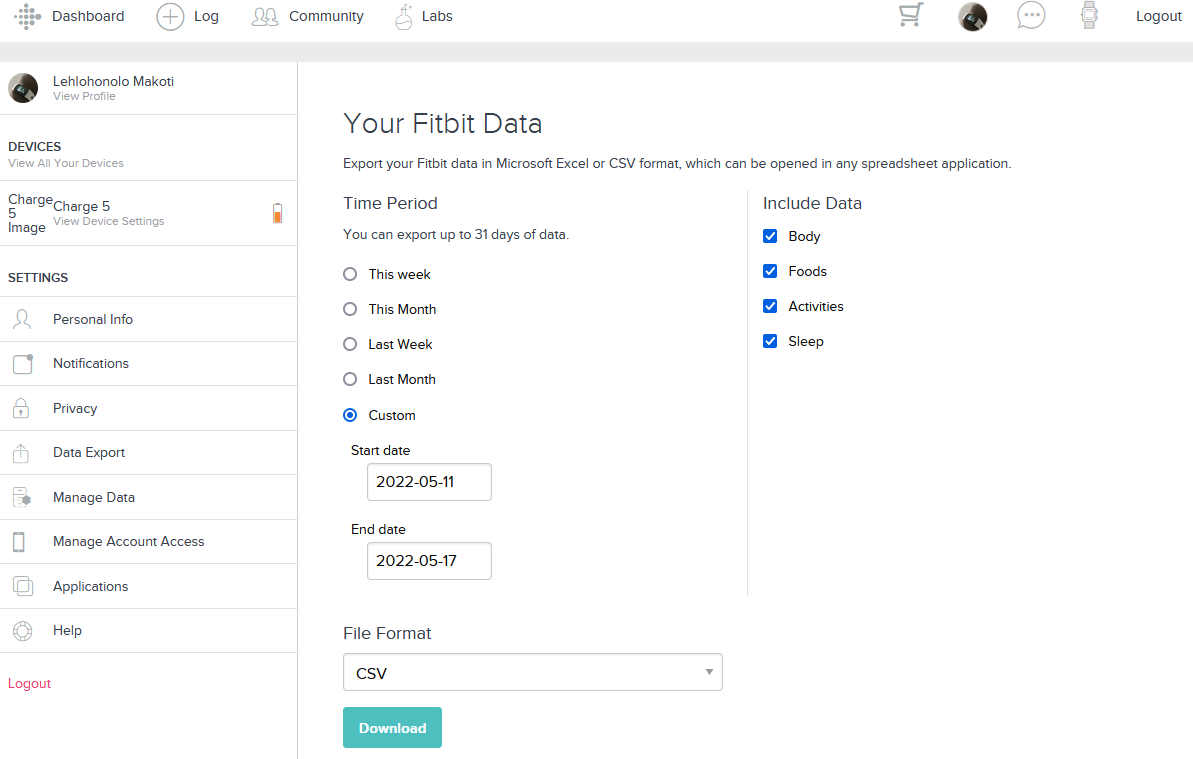 Dashboard
Log
Community
Labs
Logout
Lehlohonolo Makoti
View Profile
DEVICES
View All Your Devices
Charge
5
Image
Charge 5
View Device Settings
SETTINGS
Personal Info
Notifications
Privacy
Data Export
Manage Data
Manage Account Access
Applications
Help
Logout
Your Fitbit Data
Export your Fitbit data in Microsoft Excel or CSV format, which can be opened in any spreadsheet application.
Time Period
You can export up to 31 days of data.
This week
This Month
Last Week
Last Month
Custom
Start date
2022-05-11
End date
2022-05-17
Include Data
Body
Foods
Activities
Sleep
File Format
CSV
Download